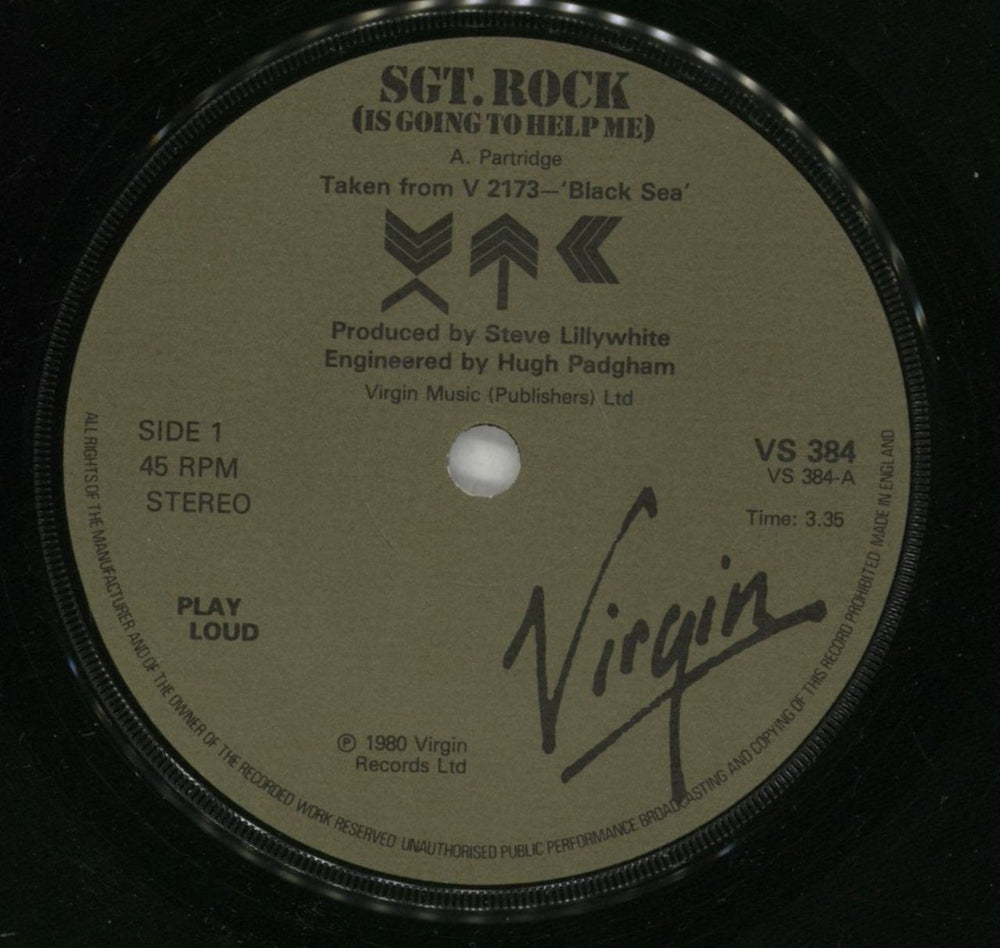 SGT. ROCK
(IS GOING TO HELP ME)
A. Partridge
Taken from V 2173—'Black Sea'
XTC
Produced by Steve Lillywhite
Engineered by Hugh Padgham
Virgin Music (Publishers) Ltd
SIDE 1
45 RPM
STEREO
VS 384
VS 384-A
Time: 3.35
PLAY
LOUD
Virgin
℗ 1980 Virgin
Records Ltd
ALL RIGHTS OF THE MANUFACTURER AND OF THE OWNER OF THE RECORDED WORK RESERVED UNAUTHORISED PUBLIC PERFORMANCE BROADCASTING AND COPYING OF THIS RECORD PROHIBITED MADE IN ENGLAND